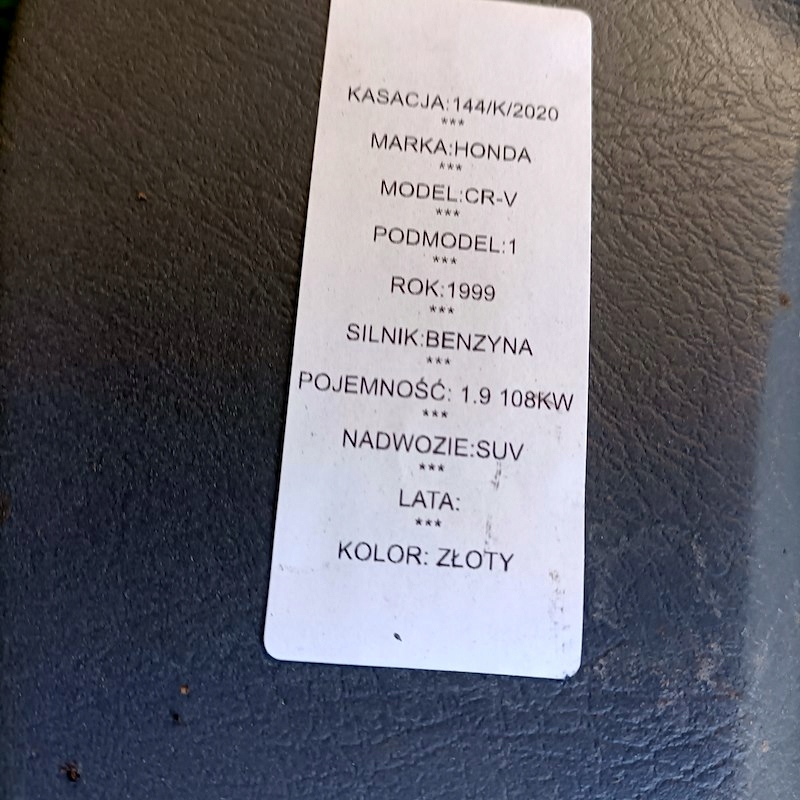 KASACJA:144/K/2020
***
MARKA:HONDA
***
MODEL:CR-V
***
PODMODEL:1
***
ROK:1999
***
SILNIK:BENZYNA
***
POJEMNOŚĆ: 1.9 108KW
***
NADWOZIE:SUV
***
LATA:
***
KOLOR: ZŁOTY